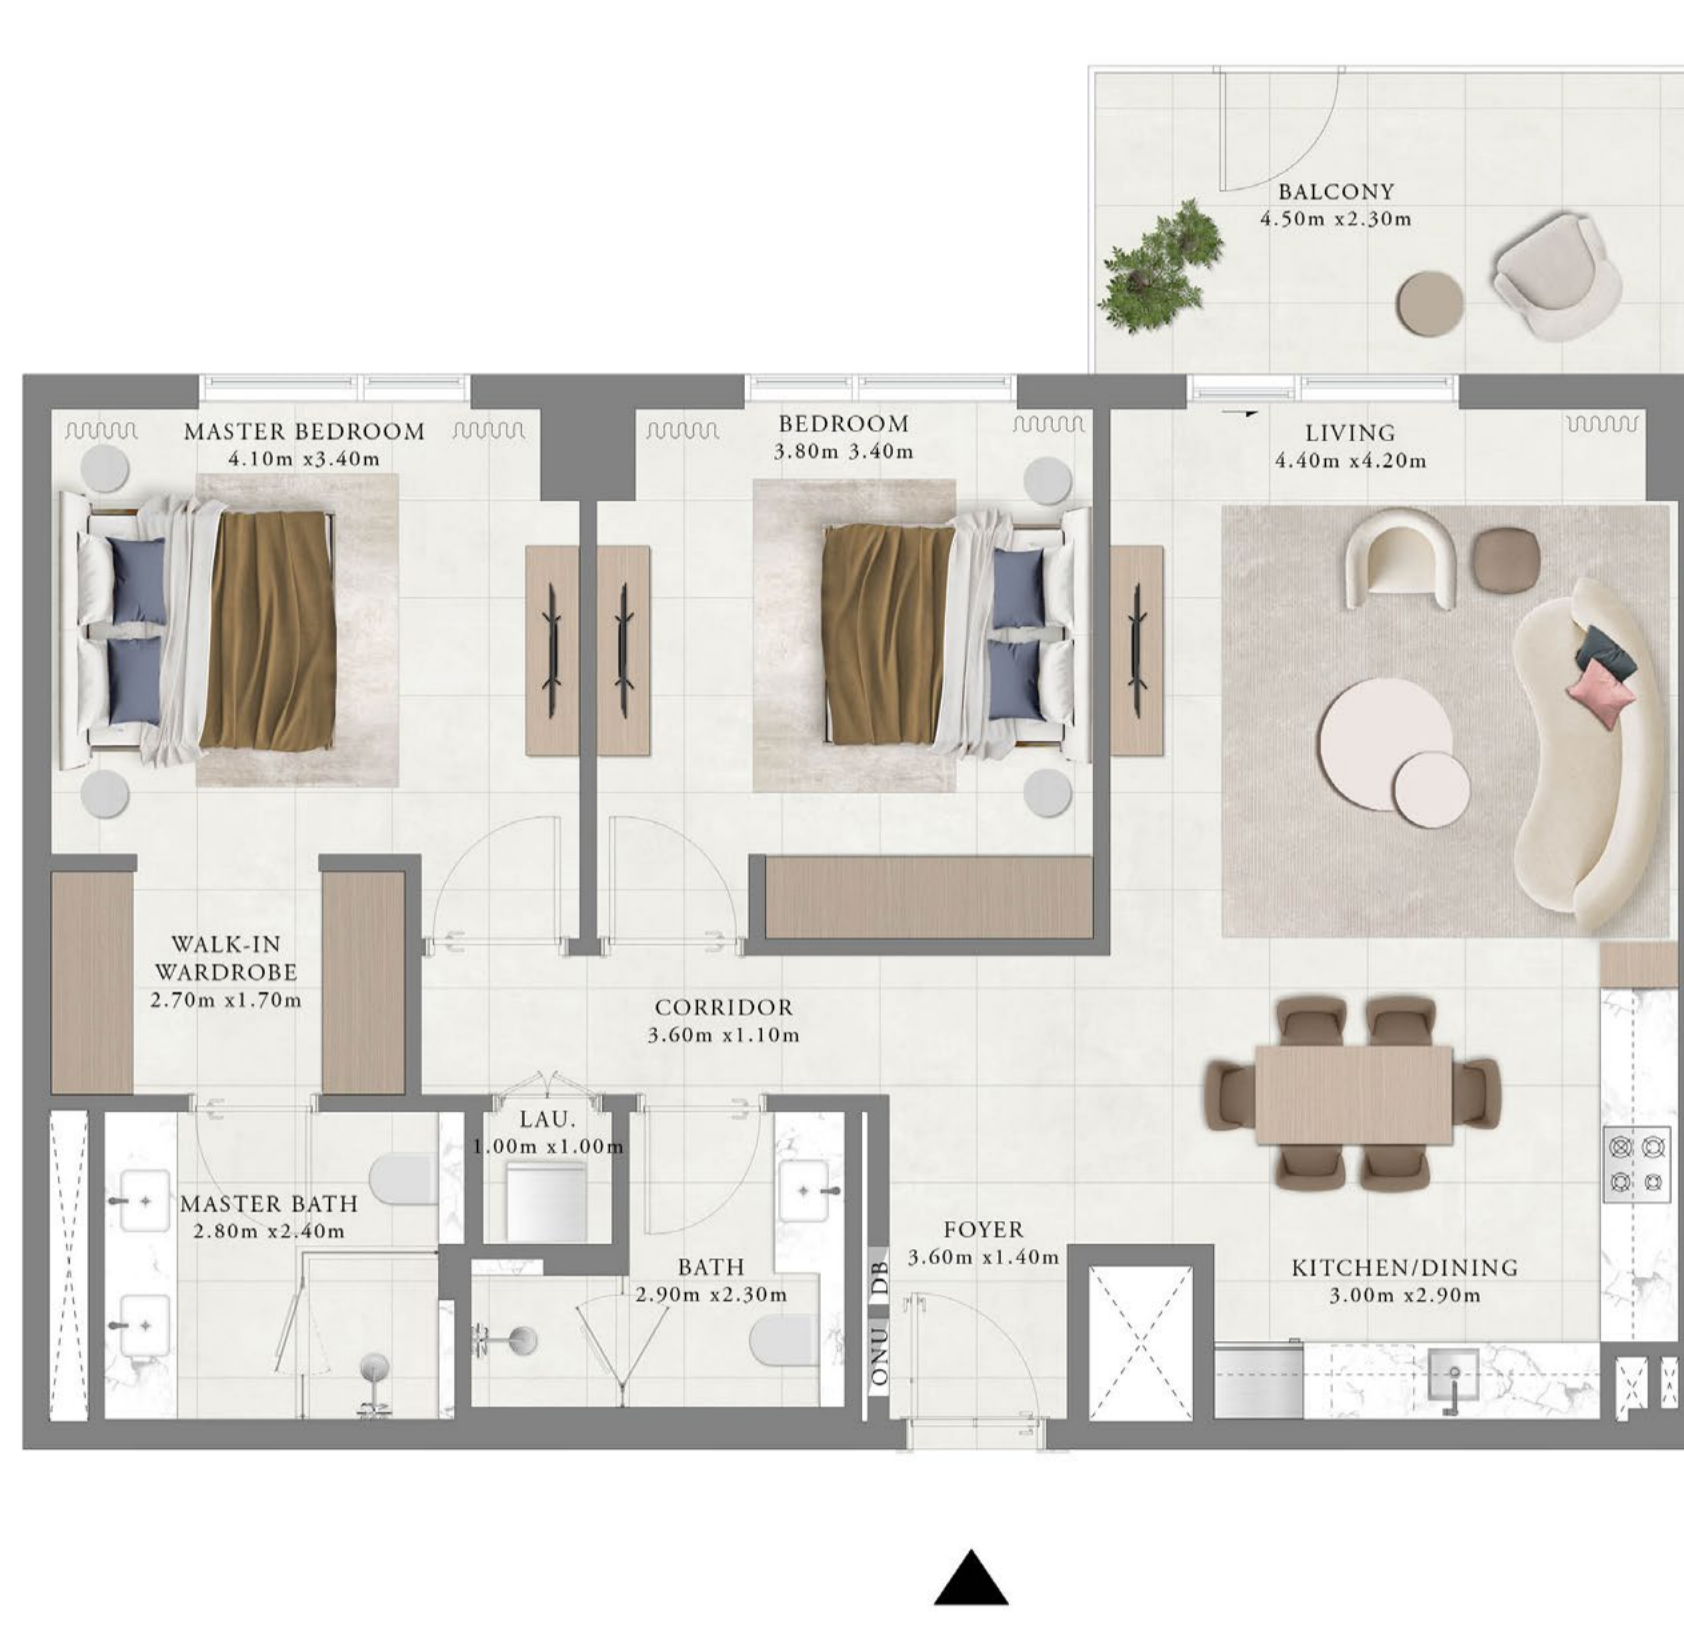 BALCONY
4.50m x2.30m
MASTER BEDROOM
4.10m x3.40m
BEDROOM
3.80m 3.40m
LIVING
4.40m x4.20m
WALK-IN
WARDROBE
2.70m x1.70m
CORRIDOR
3.60m x1.10m
LAU.
1.00m x1.00m
MASTER BATH
2.80m x2.40m
BATH
2.90m x2.30m
DB
ONU
FOYER
3.60m x1.40m
KITCHEN/DINING
3.00m x2.90m